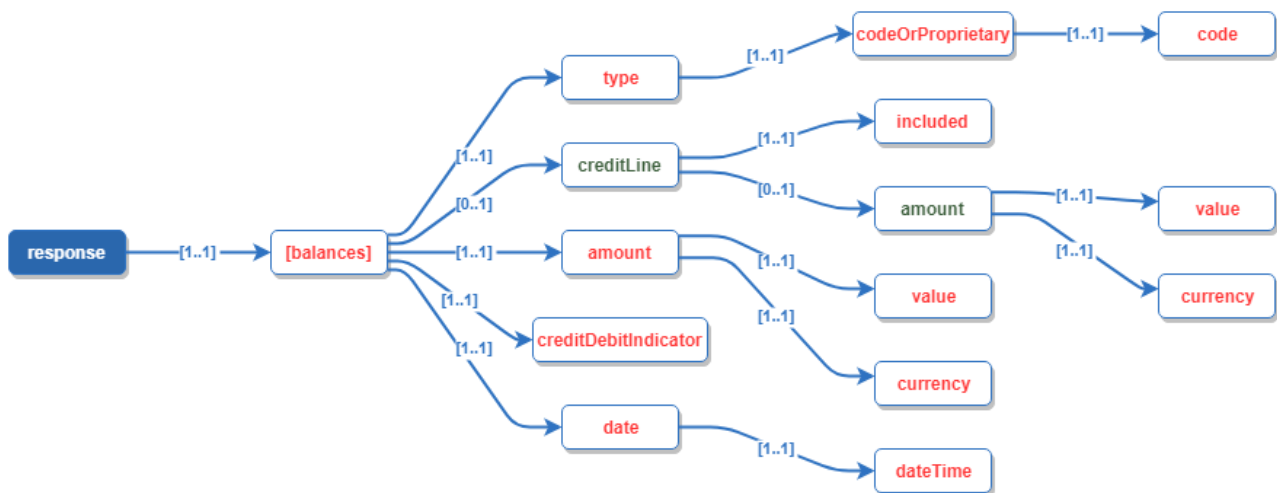 codeOrProprietary
[1..1]
code
[1..1]
type
included
[1..1]
[1..1]
creditLine
[0..1]
[0..1]
amount
[1..1]
value
response
[1..1]
[balances]
[1..1]
amount
[1..1]
[1..1]
value
currency
[1..1]
creditDebitIndicator
[1..1]
[1..1]
currency
date
[1..1]
dateTime